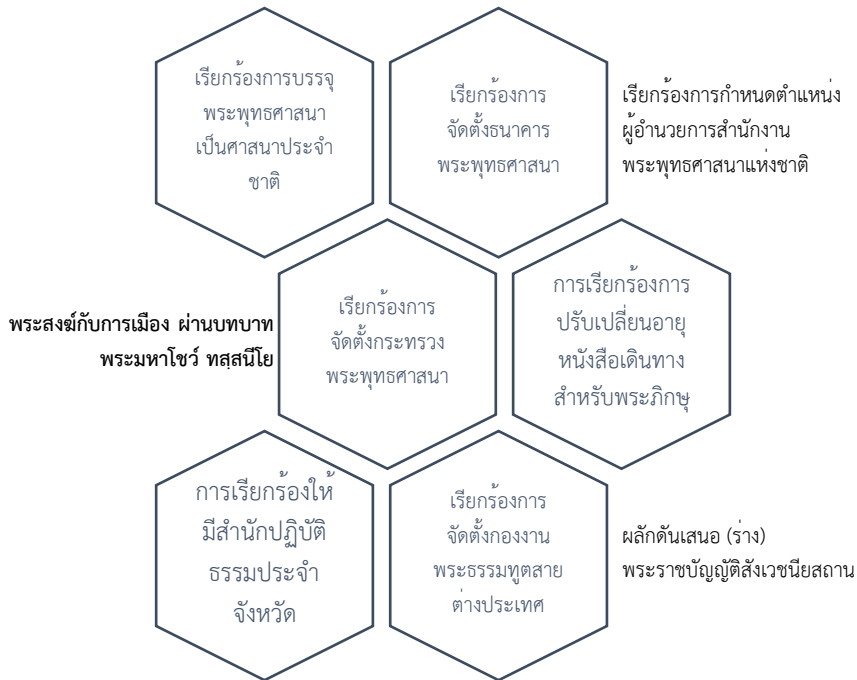 เรียกร้องการบรรจุ
พระพุทธศาสนา
เป็นศาสนาประจำ
ชาติ
เรียกร้องการ
จัดตั้งธนาคาร
พระพุทธศาสนา
เรียกร้องการกำหนดตำแหน่ง
ผู้อำนวยการสำนักงาน
พระพุทธศาสนาแห่งชาติ
พระสงฆ์กับการเมือง ผ่านบทบาท
พระมหาโชว์ ทสฺสนีโย
เรียกร้องการ
จัดตั้งกระทรวง
พระพุทธศาสนา
การเรียกร้องการ
ปรับเปลี่ยนอายุ
หนังสือเดินทาง
สำหรับพระภิกษุ
การเรียกร้องให้
มีสำนักปฏิบัติ
ธรรมประจำ
จังหวัด
เรียกร้องการ
จัดตั้งกองงาน
พระธรรมทูตสาย
ต่างประเทศ
ผลักดันเสนอ (ร่าง)
พระราชบัญญัติสังเวชนียสถาน